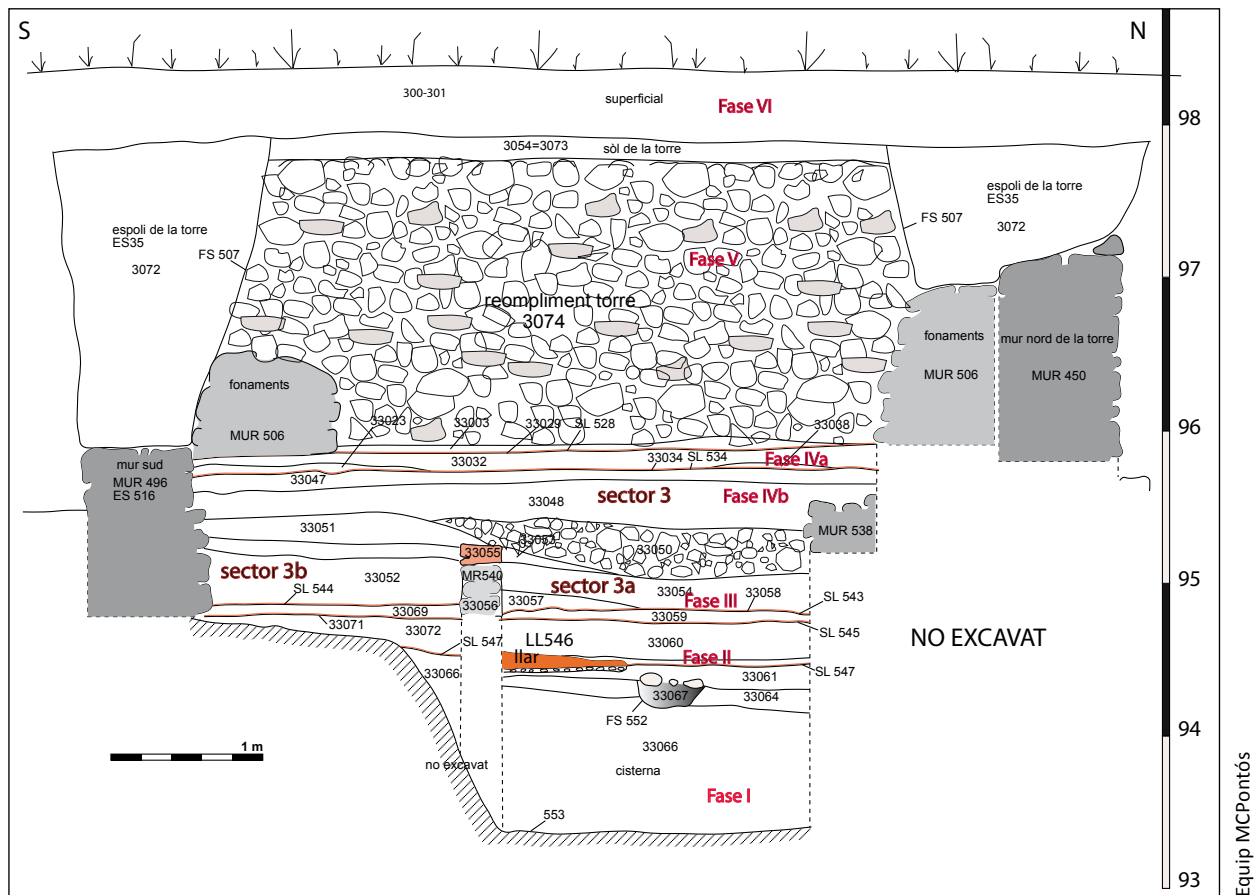 S
N
300-301
superficial
Fase VI
98
3054=3073
sòl de la torre
espoli de la torre
ES35
3072
FS 507
espoli de la torre
ES35
3072
FS 507
Fase V
97
reompliment torre
3074
fonaments
MUR 506
fonaments
MUR 506
mur nord de la torre
MUR 450
33023
33003
33029
SL 528
33038
96
mur sud
MUR 496
ES 516
33032
33034
SL 534
Fase IVa
33047
33048
sector 3
Fase IVb
33051
33053
33050
MUR 538
33055
sector 3b
33052
MR540
sector 3a
33054
33058
95
SL 544
33056
33057
Fase III
SL 543
33069
33059
33071
33072
SL 547
LL546
llar
33060
SL 545
NO EXCAVAT
Fase II
SL 547
33066
33061
33067
33064
FS 552
94
1 m
33066
no excavat
cisterna
Fase I
553
93
Equip MCPontós